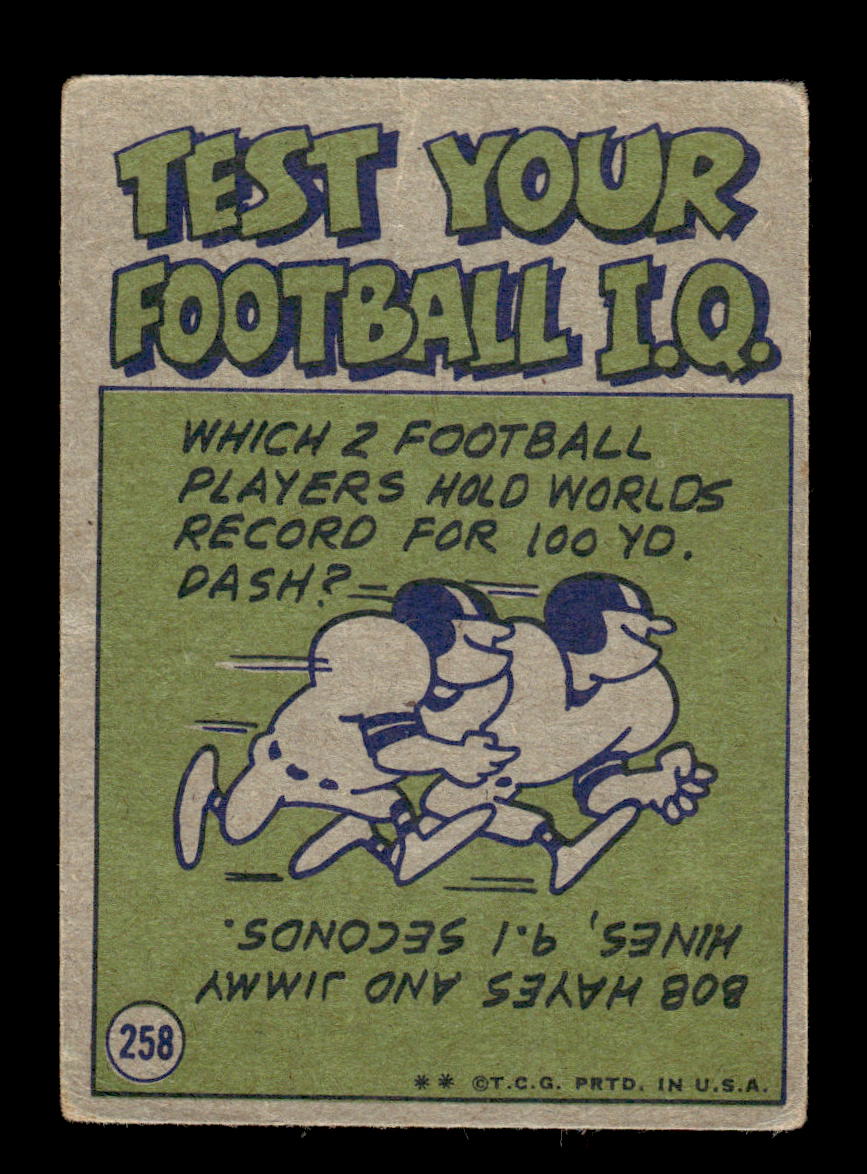 TEST YOUR
FOOTBALL I.Q.
WHICH 2 FOOTBALL
PLAYERS HOLD WORLDS
RECORD FOR 100 YD.
DASH?
BOB HAYES AND JIMMY
HINES, 9.1 SECONDS.
258
** ©T.C.G. PRTD. IN U.S.A.